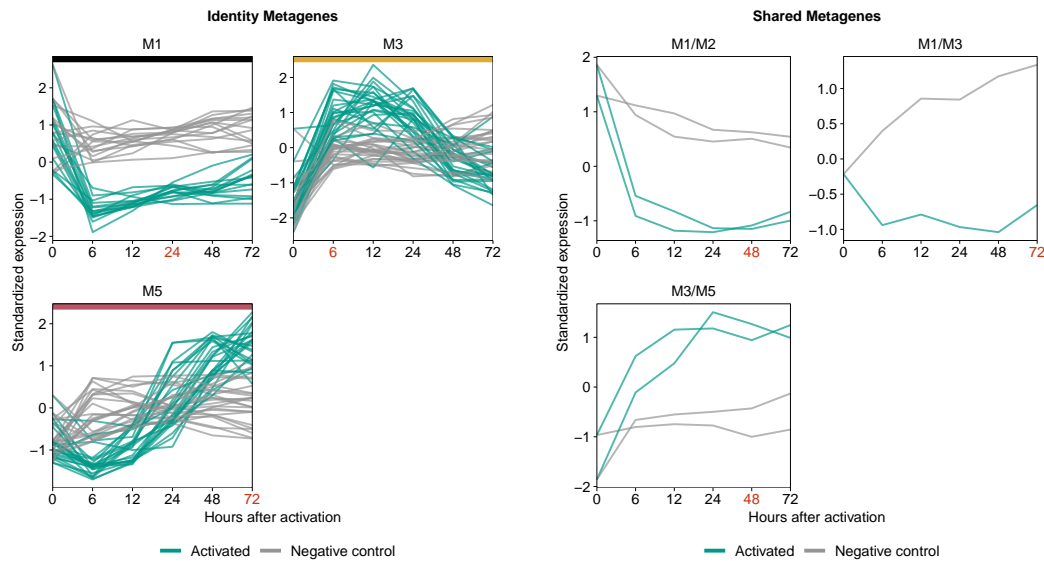 Identity Metagenes
Shared Metagenes
M1
M3
M1/M2
M1/M3
2
1
0
−1
−2
2
1
0
−1
−2
2
1
0
−1
1.0
0.5
0.0
−0.5
−1.0
0 6 12 24 48 72
0 6 12 24 48 72
0 6 12 24 48 72
0 6 12 24 48 72
Standardized expression
Standardized expression
M5
M3/M5
2
1
0
−1
1
0
−1
−2
0 6 12 24 48 72
0 6 12 24 48 72
Hours after activation
Hours after activation
Activated Negative control
Activated Negative control